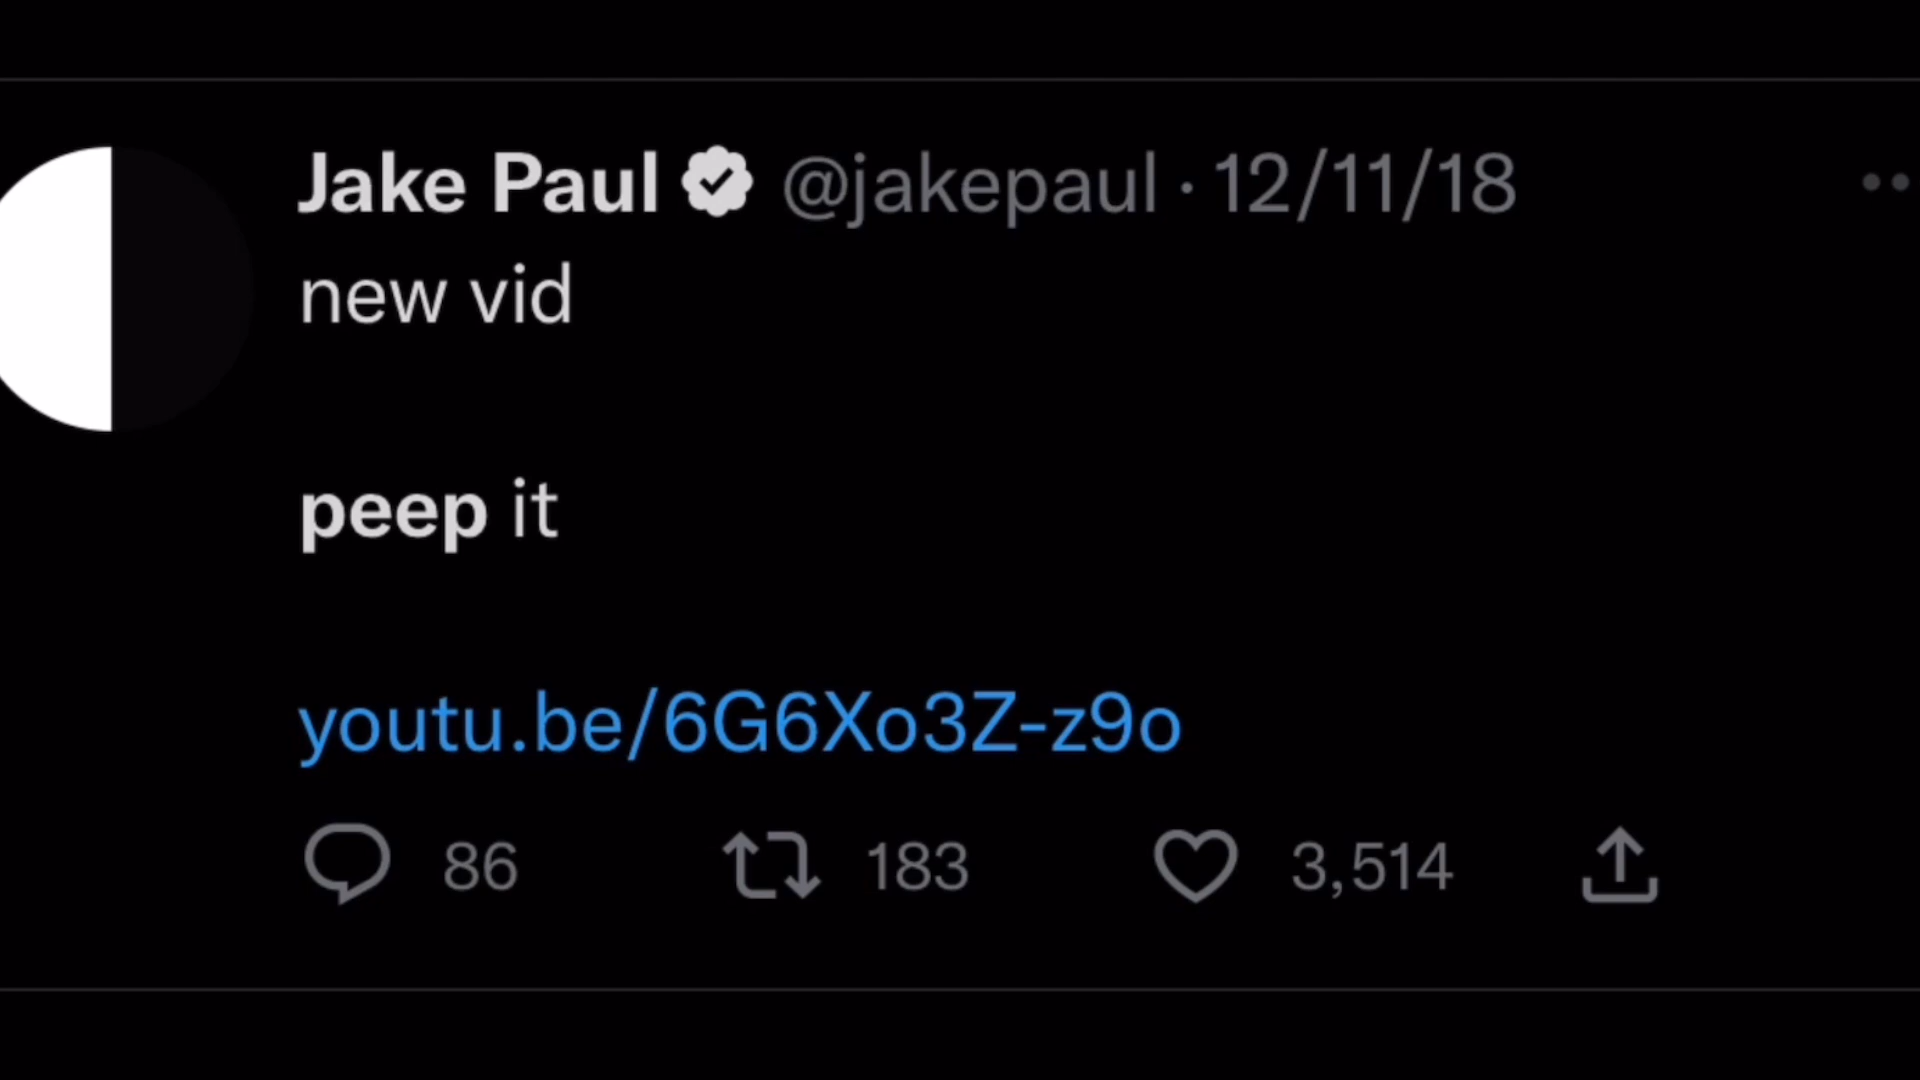 Jake Paul @jakepaul · 12/11/18
new vid
peep it
youtu.be/6G6Xo3Z-z9o
86 183 3,514